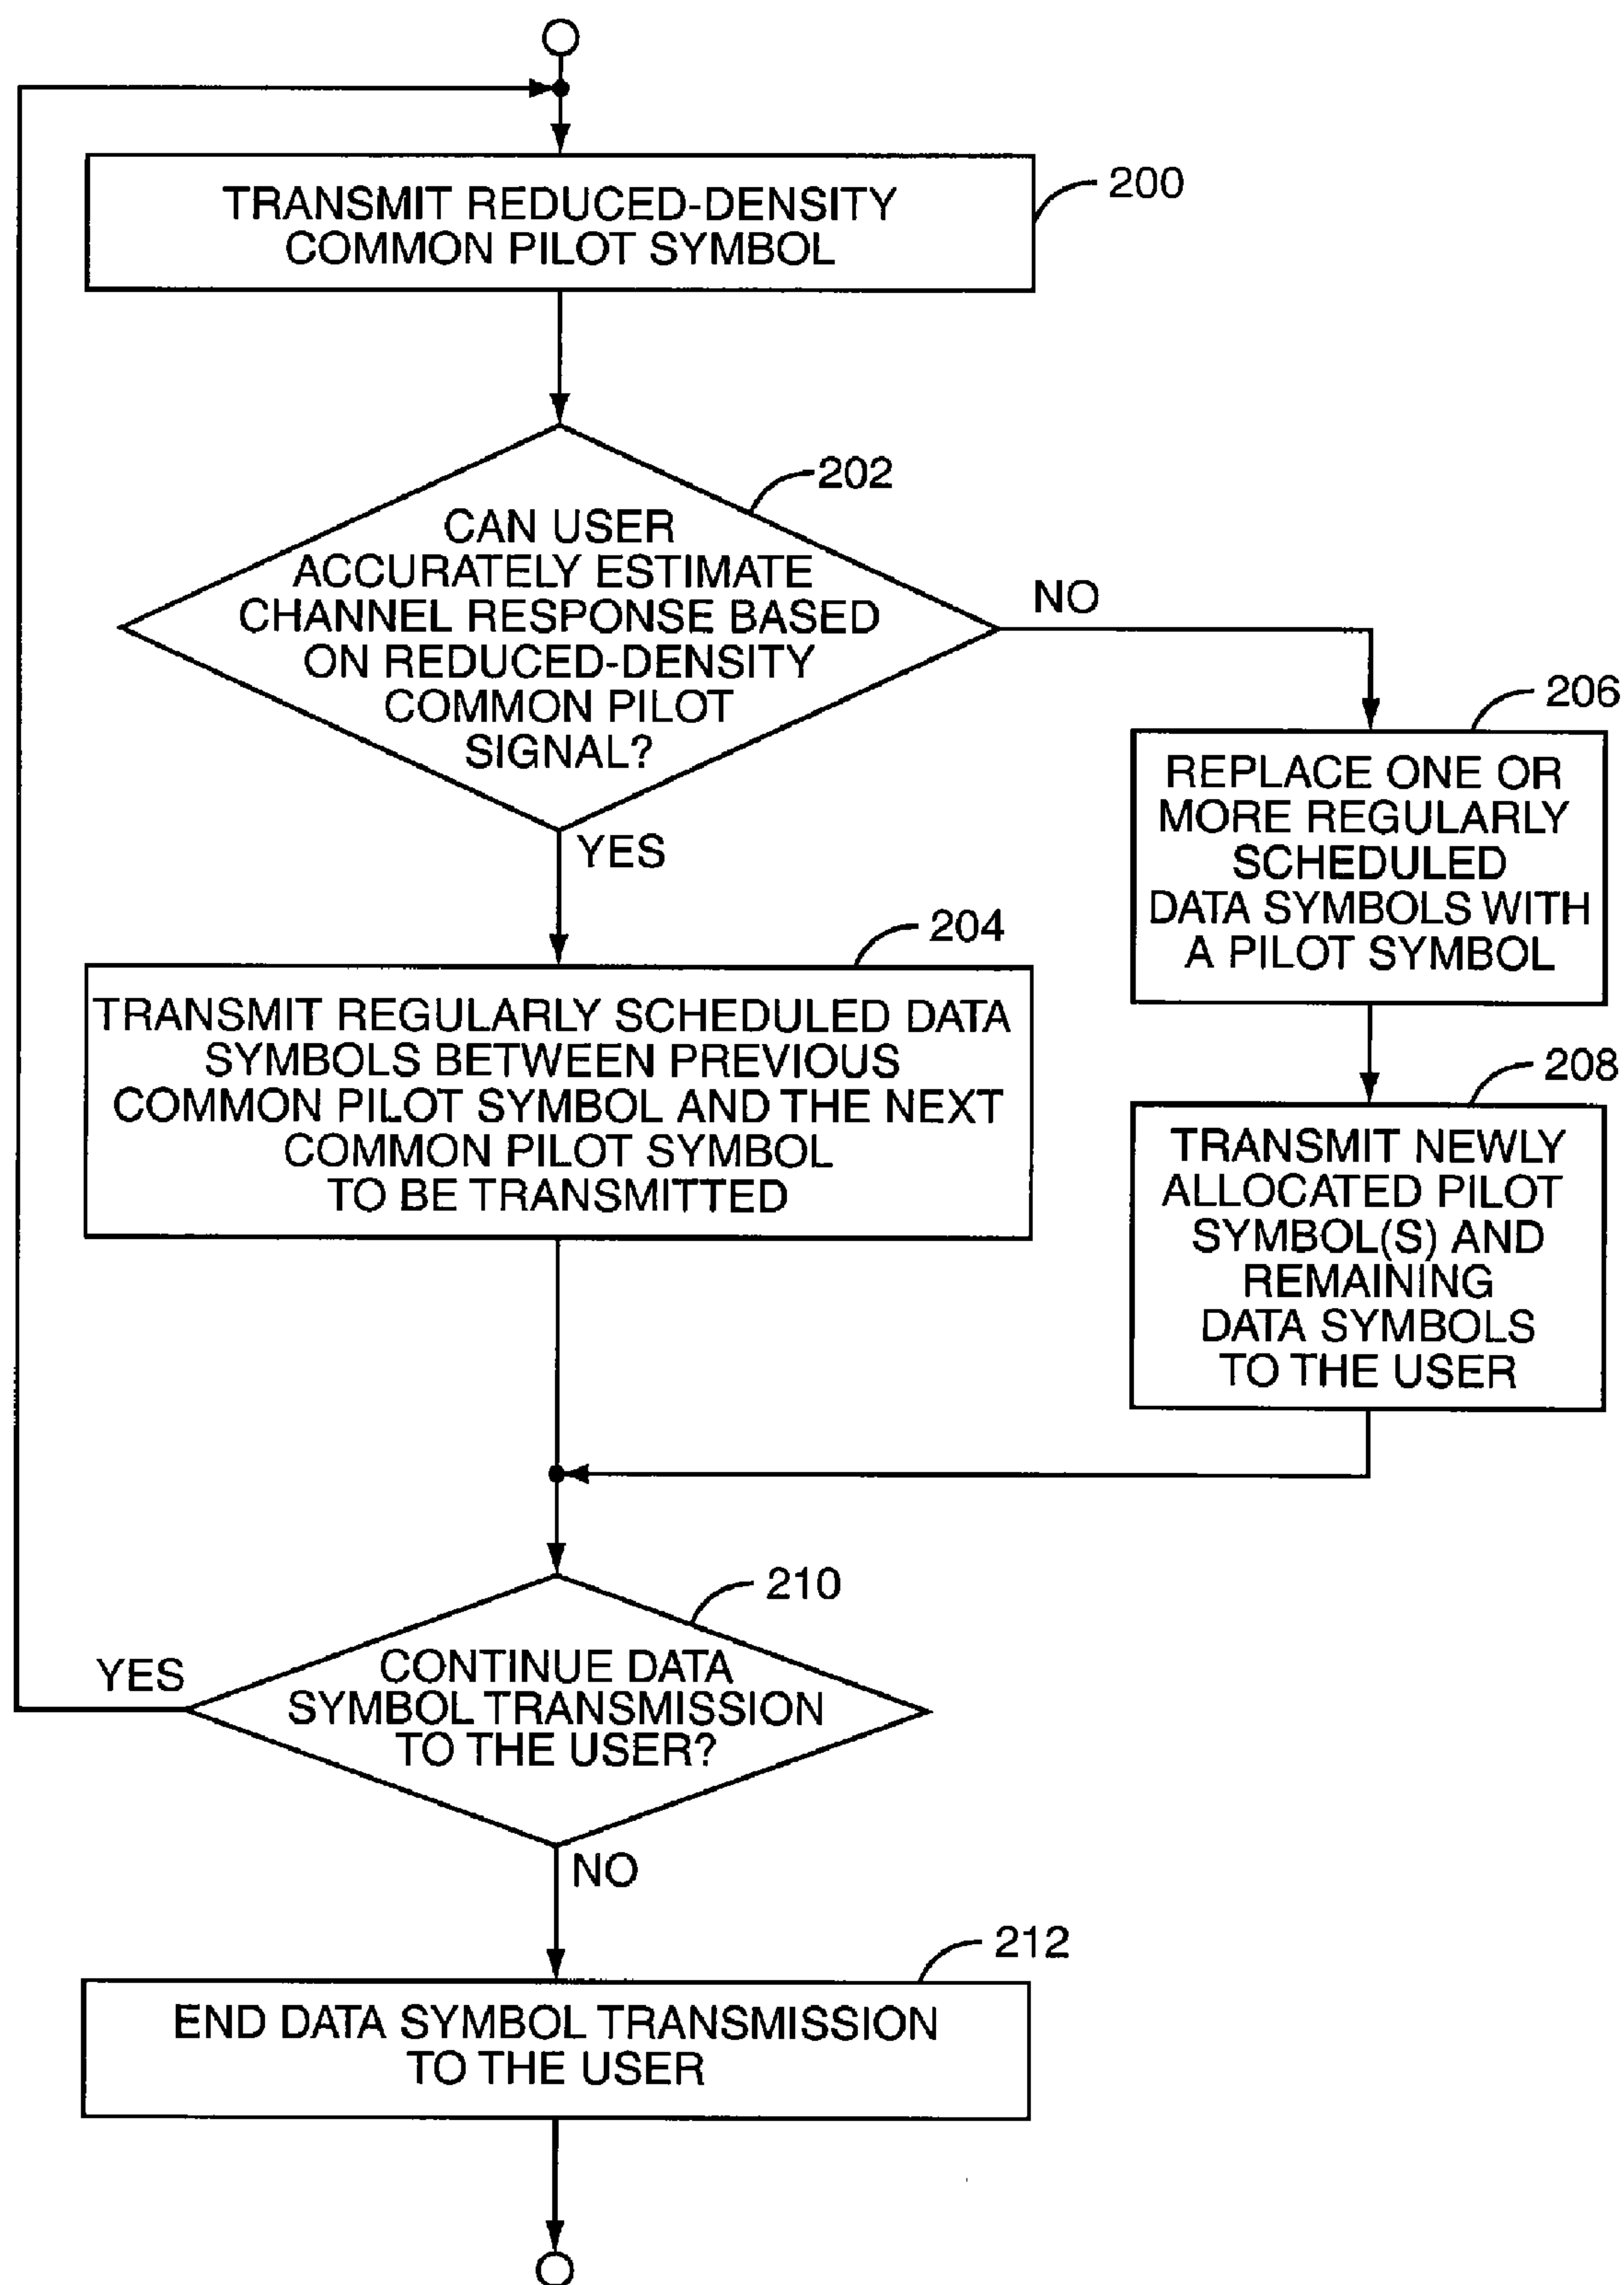 TRANSMIT REDUCED-DENSITY
COMMON PILOT SYMBOL
200
CAN USER
ACCURATELY ESTIMATE
CHANNEL RESPONSE BASED
ON REDUCED-DENSITY
COMMON PILOT
SIGNAL?
202
NO
YES
206
REPLACE ONE OR
MORE REGULARLY
SCHEDULED
DATA SYMBOLS WITH
A PILOT SYMBOL
204
TRANSMIT REGULARLY SCHEDULED DATA
SYMBOLS BETWEEN PREVIOUS
COMMON PILOT SYMBOL AND THE NEXT
COMMON PILOT SYMBOL
TO BE TRANSMITTED
208
TRANSMIT NEWLY
ALLOCATED PILOT
SYMBOL(S) AND
REMAINING
DATA SYMBOLS
TO THE USER
210
YES
CONTINUE DATA
SYMBOL TRANSMISSION
TO THE USER?
NO
212
END DATA SYMBOL TRANSMISSION
TO THE USER